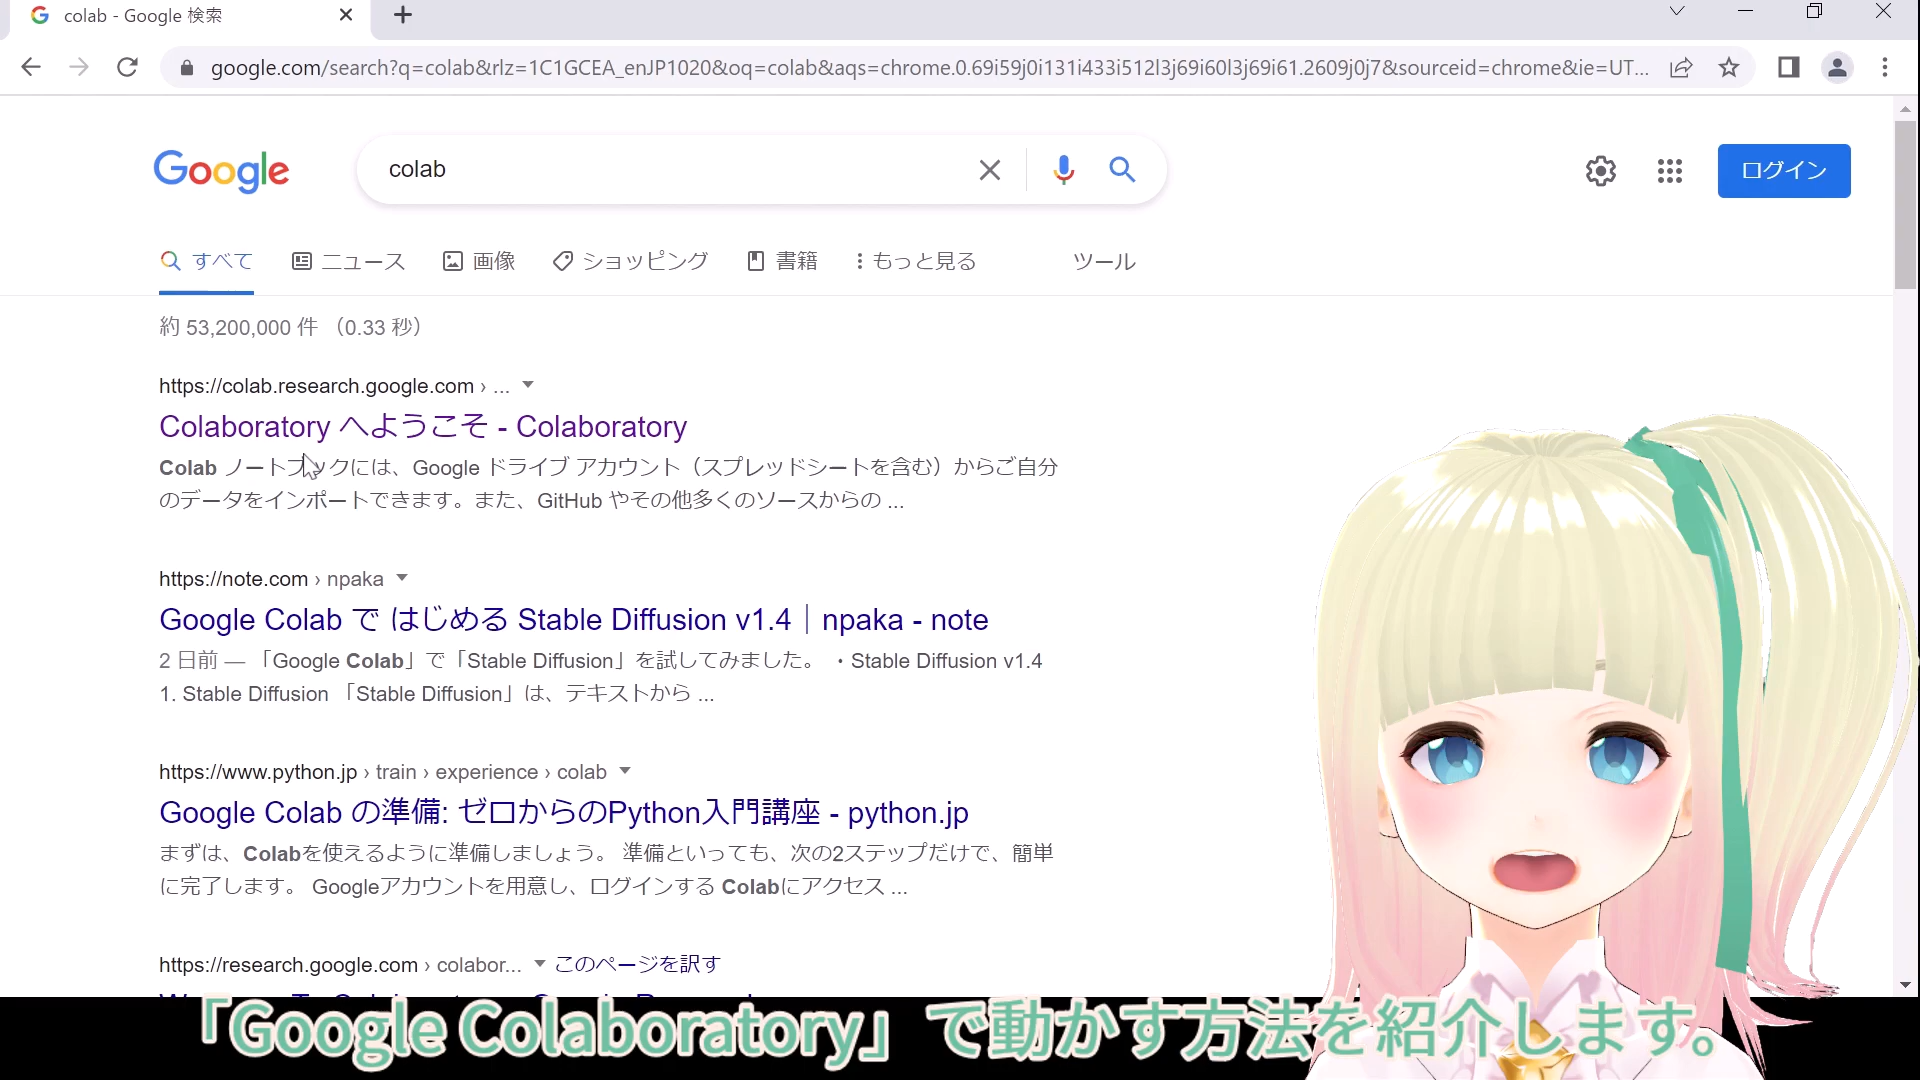 colab - Google 検索
google.com/search?q=colab&rlz=1C1GCEA_enJP1020&oq=colab&aqs=chrome.0.69i59j0i131i433i512l3j69i60l3j69i61.2609j0j7&sourceid=chrome&ie=UT...
Google
colab
ログイン
すべて ニュース 画像 ショッピング 書籍 もっと見る ツール
約 53,200,000 件 （0.33 秒）
https://colab.research.google.com › ...
Colaboratory へようこそ - Colaboratory
Colab ノートブックには、Google ドライブ アカウント（スプレッドシートを含む）からご自分
のデータをインポートできます。また、GitHub やその他多くのソースからの ...
https://note.com › npaka
Google Colab で はじめる Stable Diffusion v1.4｜npaka - note
2 日前 — 「Google Colab」で「Stable Diffusion」を試してみました。 ・Stable Diffusion v1.4
1. Stable Diffusion 「Stable Diffusion」は、テキストから ...
https://www.python.jp › train › experience › colab
Google Colab の準備: ゼロからのPython入門講座 - python.jp
まずは、Colabを使えるように準備しましょう。 準備といっても、次の2ステップだけで、簡単
に完了します。 Googleアカウントを用意し、ログインする Colabにアクセス ...
https://research.google.com › colabor... このページを訳す
「Google Colaboratory」 で動かす方法を紹介します。